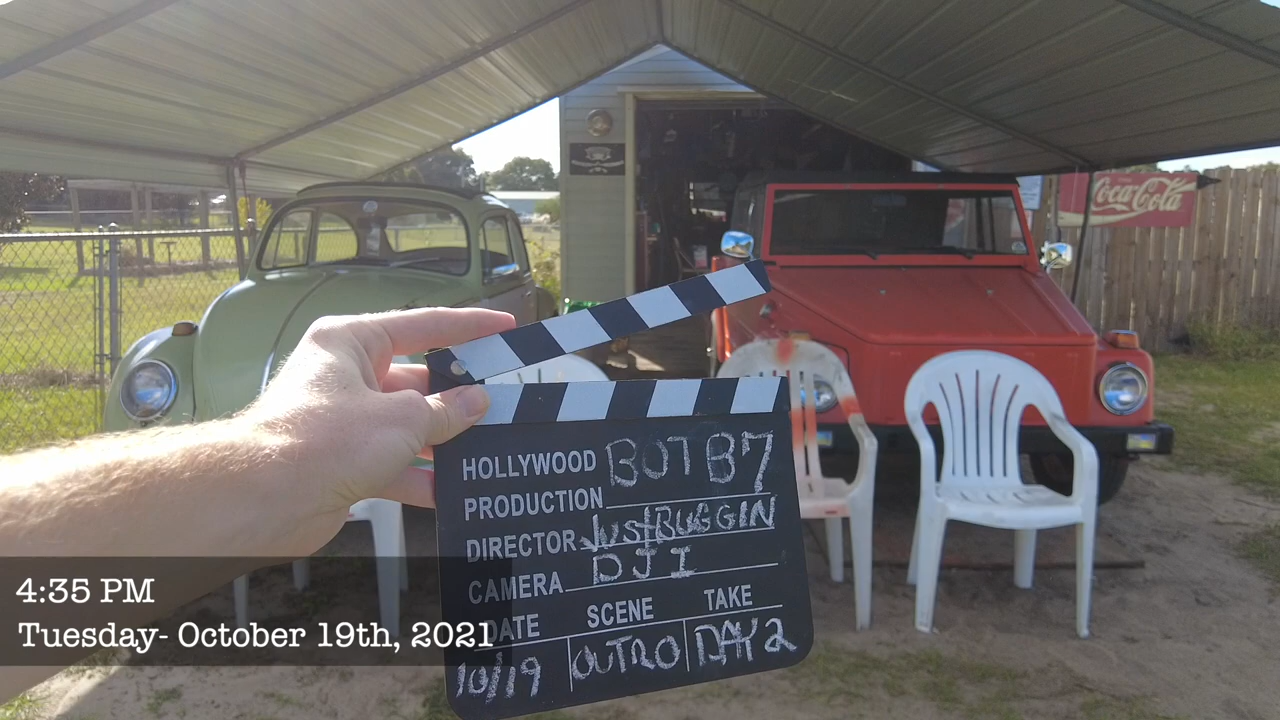 Coca-Cola
HOLLYWOOD BOTB7
PRODUCTION
DIRECTOR JustBUGGIN
CAMERA DJI
DATE SCENE TAKE
10/19 OUTRO DAY 2
4:35 PM
Tuesday- October 19th, 2021